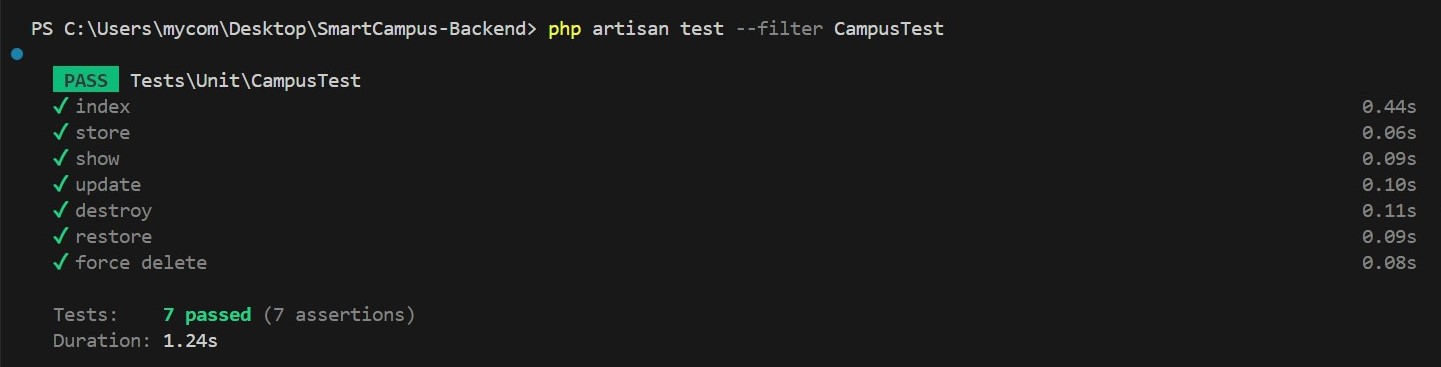 PS C:\Users\mycom\Desktop\SmartCampus-Backend> php artisan test --filter CampusTest
PASS Tests\Unit\CampusTest
✓ index 0.44s
✓ store 0.06s
✓ show 0.09s
✓ update 0.10s
✓ destroy 0.11s
✓ restore 0.09s
✓ force delete 0.08s
Tests: 7 passed (7 assertions)
Duration: 1.24s